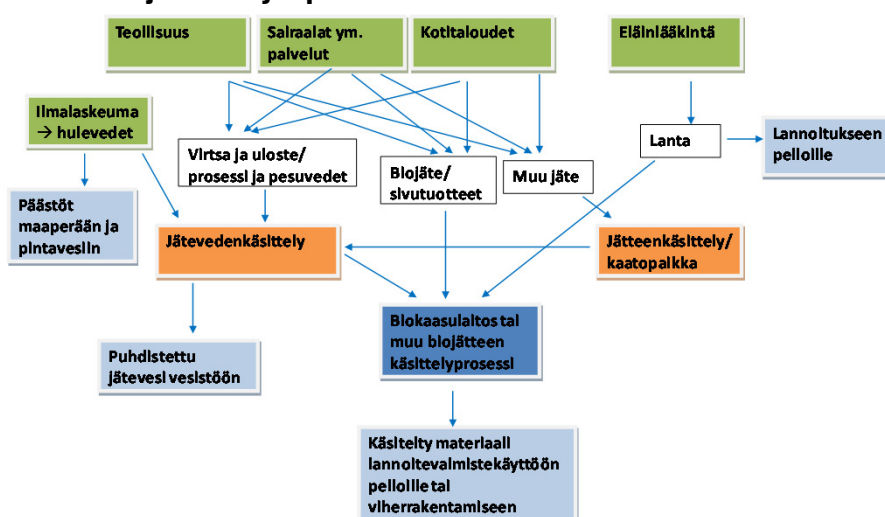 Teollisuus
Sairaalat ym.
palvelut
Kotitaloudet
Eläinlääkintä
Ilmalaskeuma
→ hulevedet
Virtsa ja uloste/
prosessi ja pesuvedet
Biojäte/
sivutuotteet
Muu jäte
Lanta
Lannoitukseen
pelloille
Päästöt
maaperään ja
pintavesiin
Jätevedenkäsittely
Jätteenkäsittely/
kaatopaikka
Puhdistettu
jätevesi vesistöön
Biokaasulaitos tai
muu biojätteen
käsittelyprosessi
Käsitelty materiaali
lannoitevalmistekäyttöön
pelloille tai
viherrakentamiseen